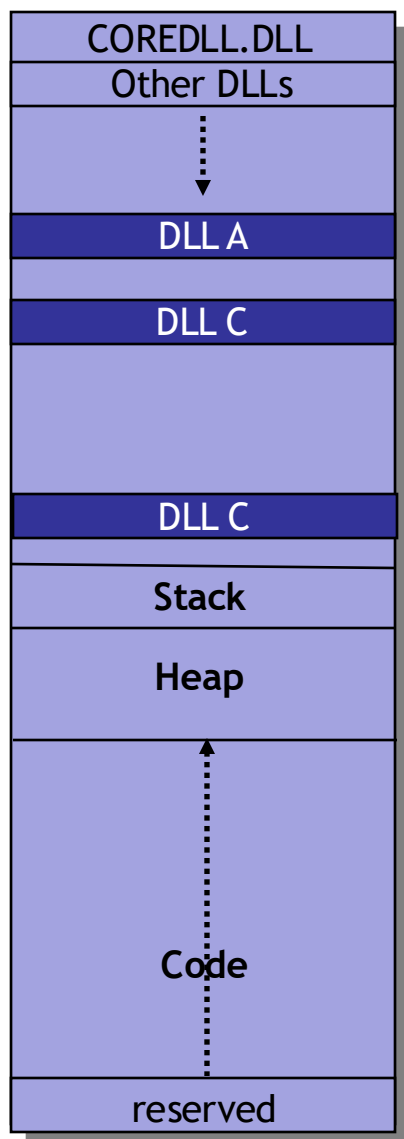 COREDLL.DLL
Other DLLs
DLL A
DLL C
DLL C
Stack
Heap
Code
reserved